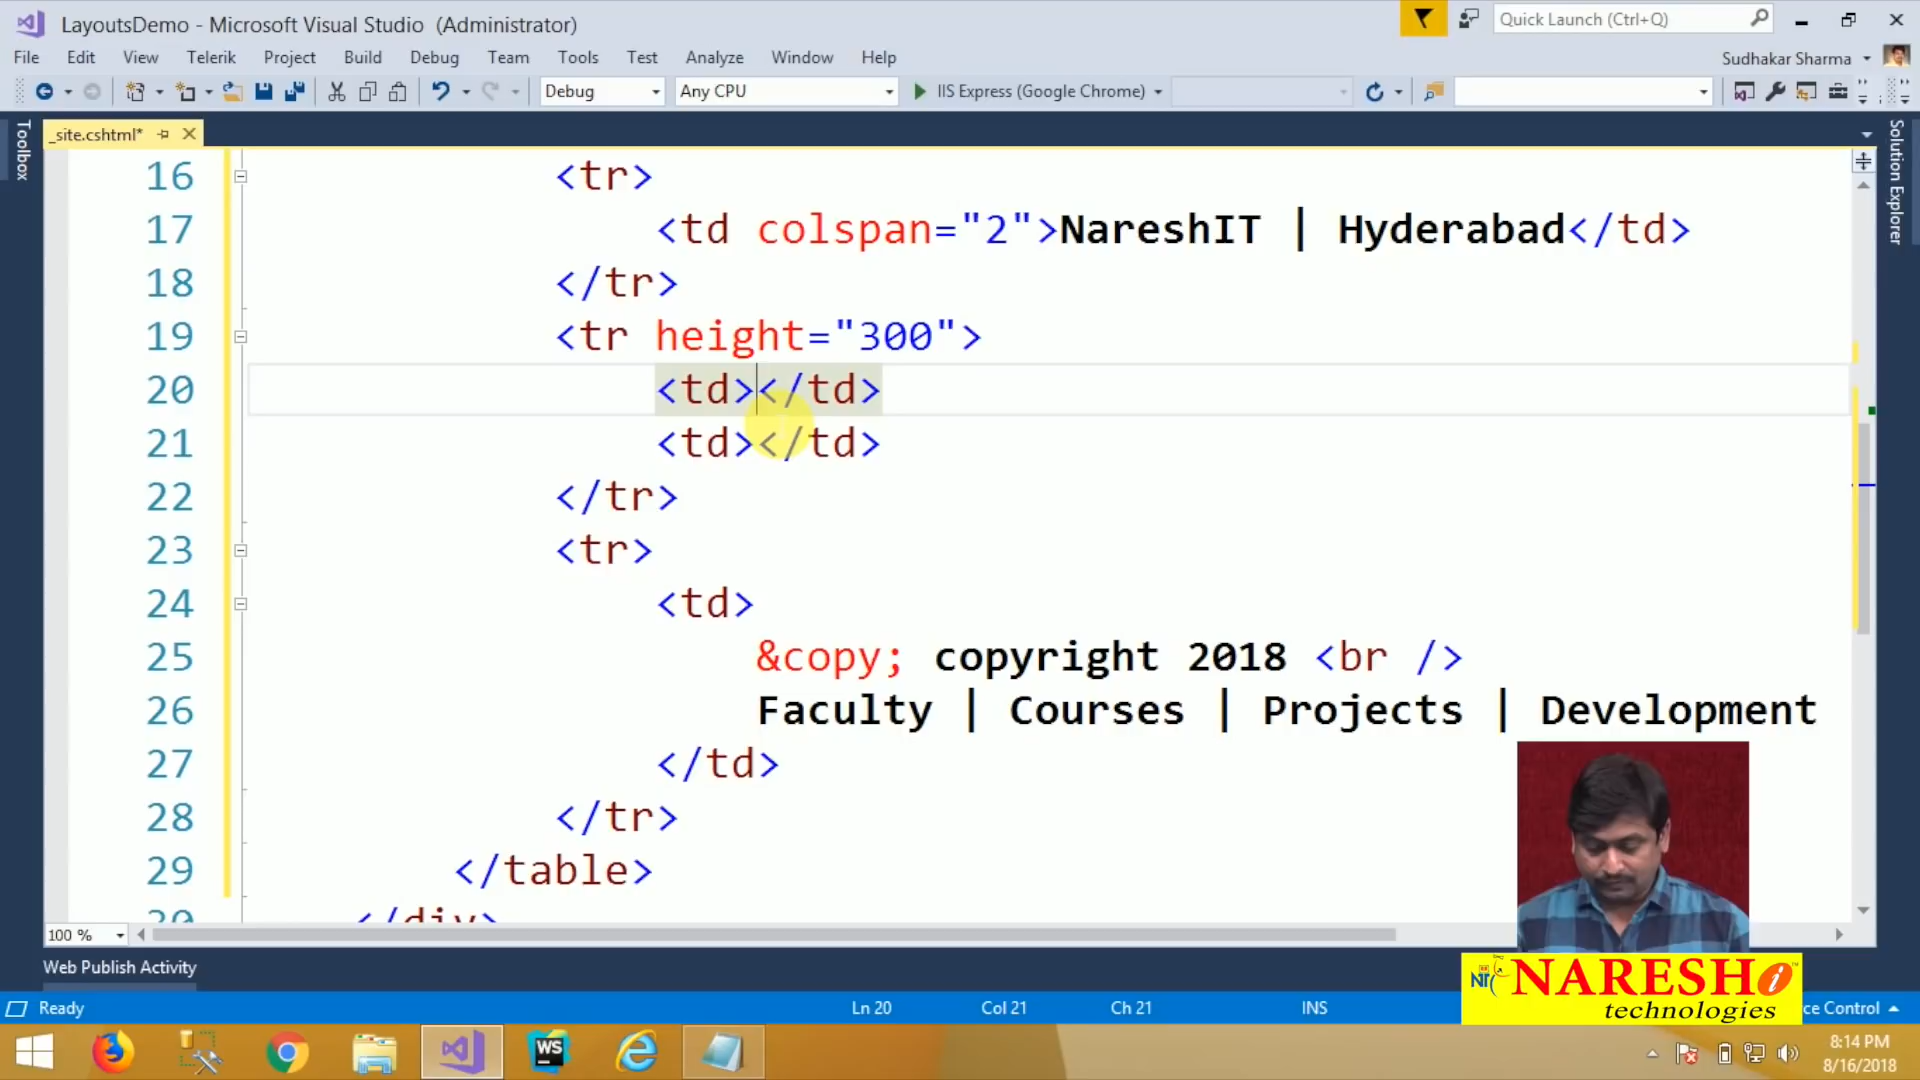 LayoutsDemo - Microsoft Visual Studio (Administrator)
Quick Launch (Ctrl+Q)
File Edit View Telerik Project Build Debug Team Tools Test Analyze Window Help
Sudhakar Sharma
Debug Any CPU IIS Express (Google Chrome)
Toolbox
_site.cshtml*
Solution Explorer
16 <tr>
17 <td colspan="2">NareshIT | Hyderabad</td>
18 </tr>
19 <tr height="300">
20 <td></td>
21 <td></td>
22 </tr>
23 <tr>
24 <td>
25 &copy; copyright 2018 <br />
26 Faculty | Courses | Projects | Development
27 </td>
28 </tr>
29 </table>
30 </div>
100 %
Web Publish Activity
NARESHi
technologies
Ready Ln 20 Col 21 Ch 21 INS ce Control
WS
8:14 PM
8/16/2018